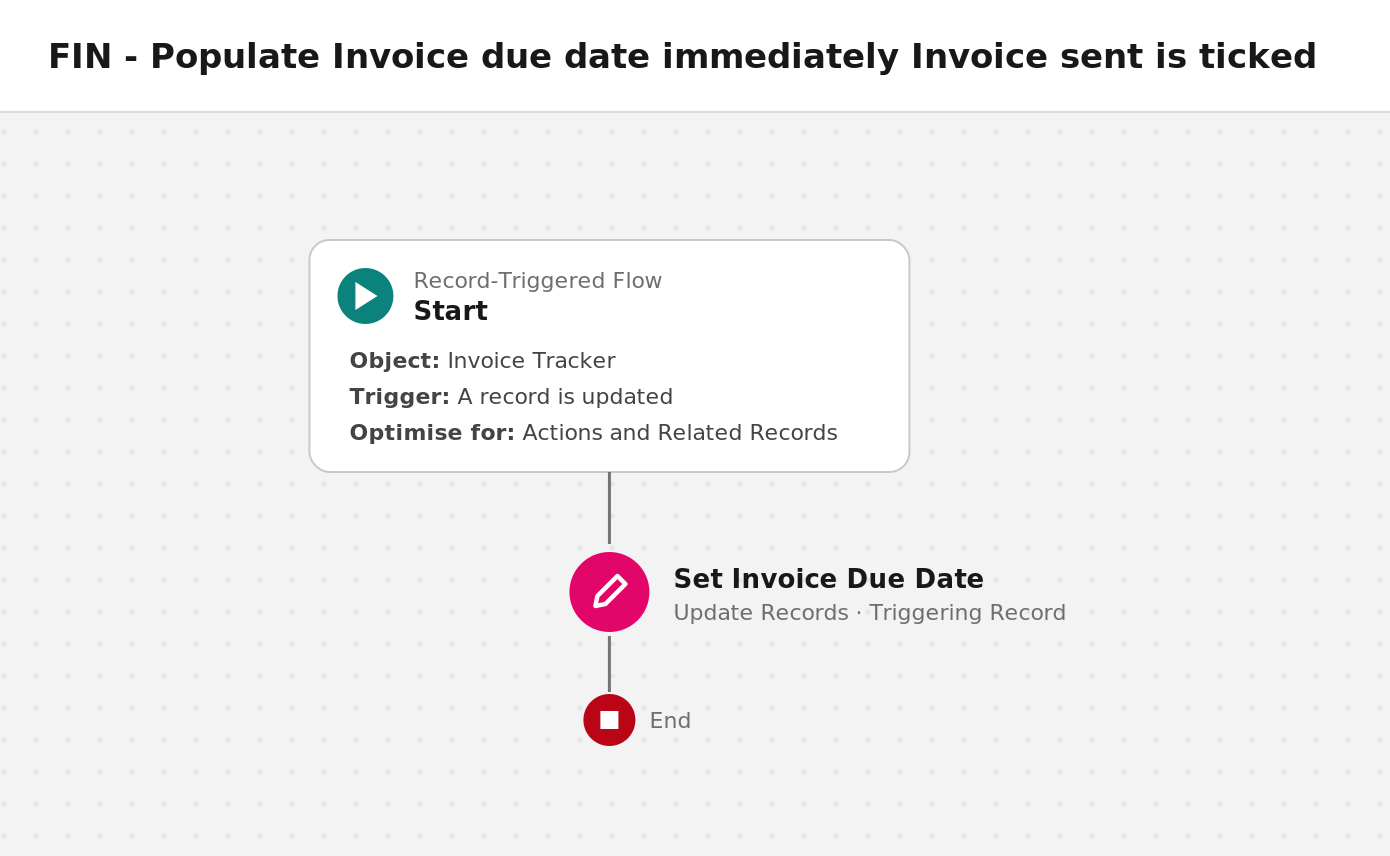 FIN - Populate Invoice due date immediately Invoice sent is ticked
Record-Triggered Flow
Start
Object: Invoice Tracker
Trigger: A record is updated
Optimise for: Actions and Related Records
Set Invoice Due Date
Update Records · Triggering Record
End